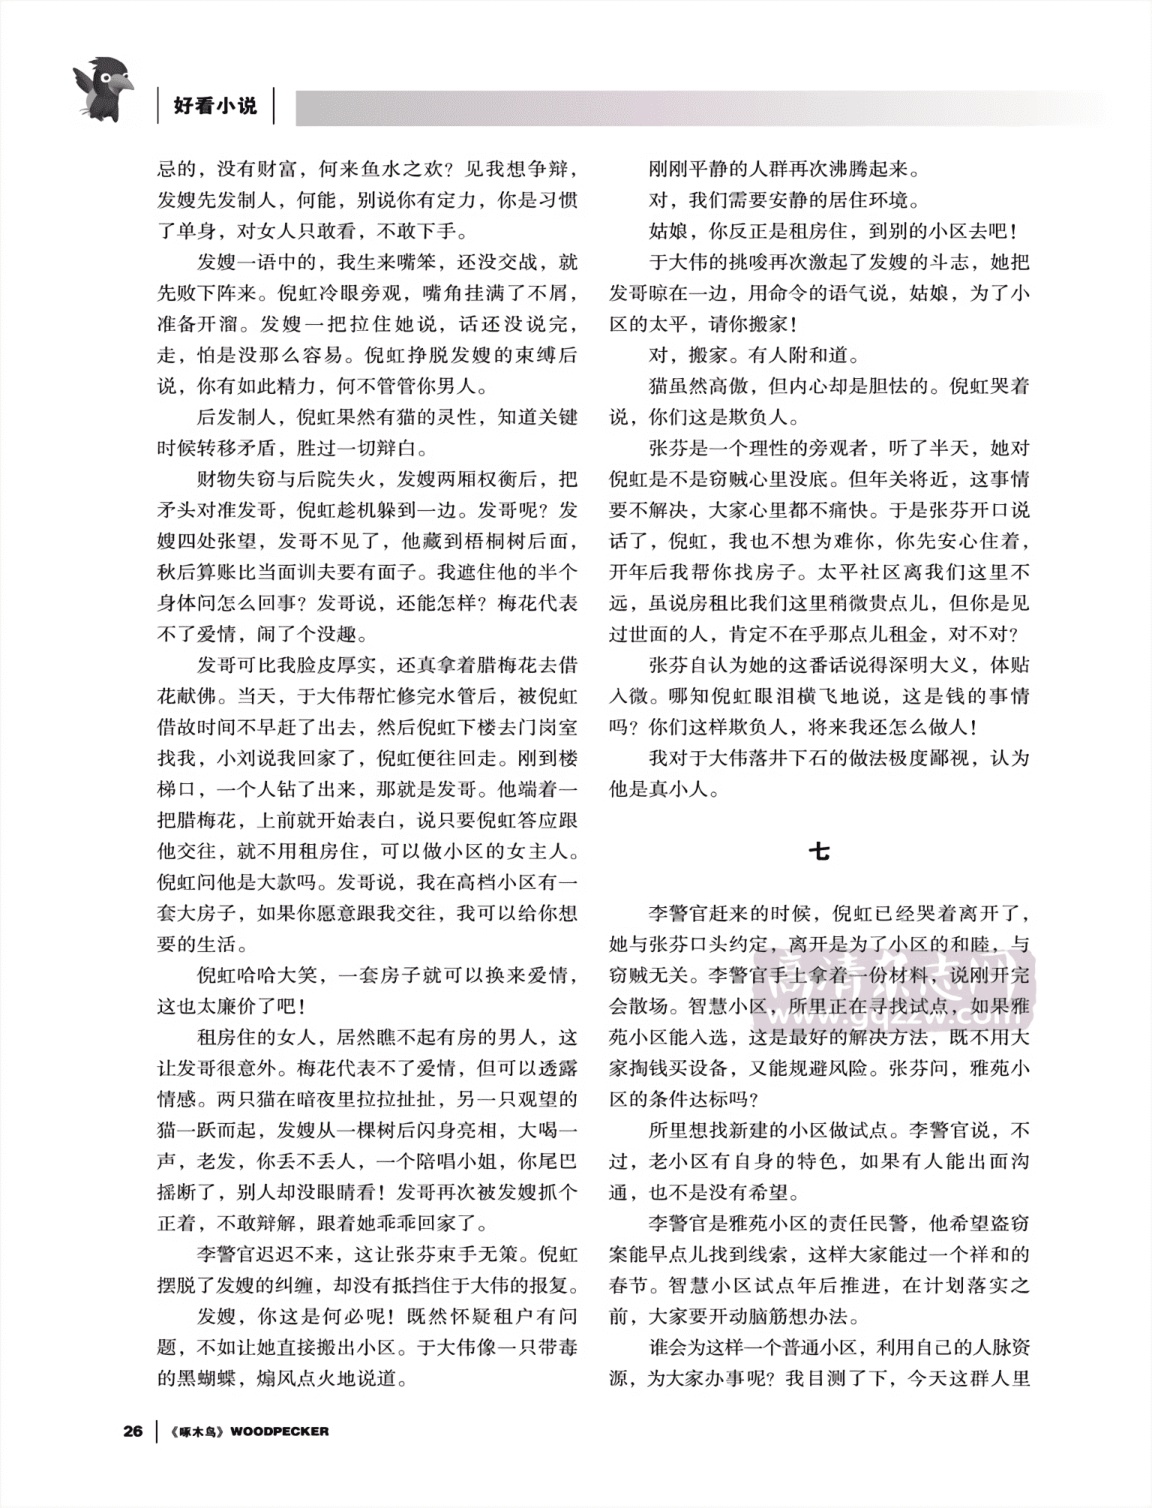 好看小说
忌的，没有财富，何来鱼水之欢？见我想争辩，
发嫂先发制人，何能，别说你有定力，你是习惯
了单身，对女人只敢看，不敢下手。
发嫂一语中的，我生来嘴笨，还没交战，就
先败下阵来。倪虹冷眼旁观，嘴角挂满了不屑，
准备开溜。发嫂一把拉住她说，话还没说完，
走，怕是没那么容易。倪虹挣脱发嫂的束缚后
说，你有如此精力，何不管管你男人。
后发制人，倪虹果然有猫的灵性，知道关键
时候转移矛盾，胜过一切辩白。
财物失窃与后院失火，发嫂两厢权衡后，把
矛头对准发哥，倪虹趁机躲到一边。发哥呢？发
嫂四处张望，发哥不见了，他藏到梧桐树后面，
秋后算账比当面训夫要有面子。我遮住他的半个
身体问怎么回事？发哥说，还能怎样？梅花代表
不了爱情，闹了个没趣。
发哥可比我脸皮厚实，还真拿着腊梅花去借
花献佛。当天，于大伟帮忙修完水管后，被倪虹
借故时间不早赶了出去，然后倪虹下楼去门岗室
找我，小刘说我回家了，倪虹便往回走。刚到楼
梯口，一个人钻了出来，那就是发哥。他端着一
把腊梅花，上前就开始表白，说只要倪虹答应跟
他交往，就不用租房住，可以做小区的女主人。
倪虹问他是大款吗。发哥说，我在高档小区有一
套大房子，如果你愿意跟我交往，我可以给你想
要的生活。
倪虹哈哈大笑，一套房子就可以换来爱情，
这也太廉价了吧！
租房住的女人，居然瞧不起有房的男人，这
让发哥很意外。梅花代表不了爱情，但可以透露
情感。两只猫在暗夜里拉拉扯扯，另一只观望的
猫一跃而起，发嫂从一棵树后闪身亮相，大喝一
声，老发，你丢不丢人，一个陪唱小姐，你尾巴
摇断了，别人却没眼睛看！发哥再次被发嫂抓个
正着，不敢辩解，跟着她乖乖回家了。
李警官迟迟不来，这让张芬束手无策。倪虹
摆脱了发嫂的纠缠，却没有抵挡住于大伟的报复。
发嫂，你这是何必呢！既然怀疑租户有问
题，不如让她直接搬出小区。于大伟像一只带毒
的黑蝴蝶，煽风点火地说道。
刚刚平静的人群再次沸腾起来。
对，我们需要安静的居住环境。
姑娘，你反正是租房住，到别的小区去吧！
于大伟的挑唆再次激起了发嫂的斗志，她把
发哥晾在一边，用命令的语气说，姑娘，为了小
区的太平，请你搬家！
对，搬家。有人附和道。
猫虽然高傲，但内心却是胆怯的。倪虹哭着
说，你们这是欺负人。
张芬是一个理性的旁观者，听了半天，她对
倪虹是不是窃贼心里没底。但年关将近，这事情
要不解决，大家心里都不痛快。于是张芬开口说
话了，倪虹，我也不想为难你，你先安心住着，
开年后我帮你找房子。太平社区离我们这里不
远，虽说房租比我们这里稍微贵点儿，但你是见
过世面的人，肯定不在乎那点儿租金，对不对？
张芬自认为她的这番话说得深明大义，体贴
入微。哪知倪虹眼泪横飞地说，这是钱的事情
吗？你们这样欺负人，将来我还怎么做人！
我对于大伟落井下石的做法极度鄙视，认为
他是真小人。
七
李警官赶来的时候，倪虹已经哭着离开了，
她与张芬口头约定，离开是为了小区的和睦，与
窃贼无关。李警官手上拿着一份材料，说刚开完
会散场。智慧小区，所里正在寻找试点，如果雅
苑小区能入选，这是最好的解决方法，既不用大
家掏钱买设备，又能规避风险。张芬问，雅苑小
区的条件达标吗？
所里想找新建的小区做试点。李警官说，不
过，老小区有自身的特色，如果有人能出面沟
通，也不是没有希望。
李警官是雅苑小区的责任民警，他希望盗窃
案能早点儿找到线索，这样大家能过一个祥和的
春节。智慧小区试点年后推进，在计划落实之
前，大家要开动脑筋想办法。
谁会为这样一个普通小区，利用自己的人脉资
源，为大家办事呢？我目测了下，今天这群人里
高清杂志网
www.gqzzw.com
26 《啄木鸟》WOODPECKER